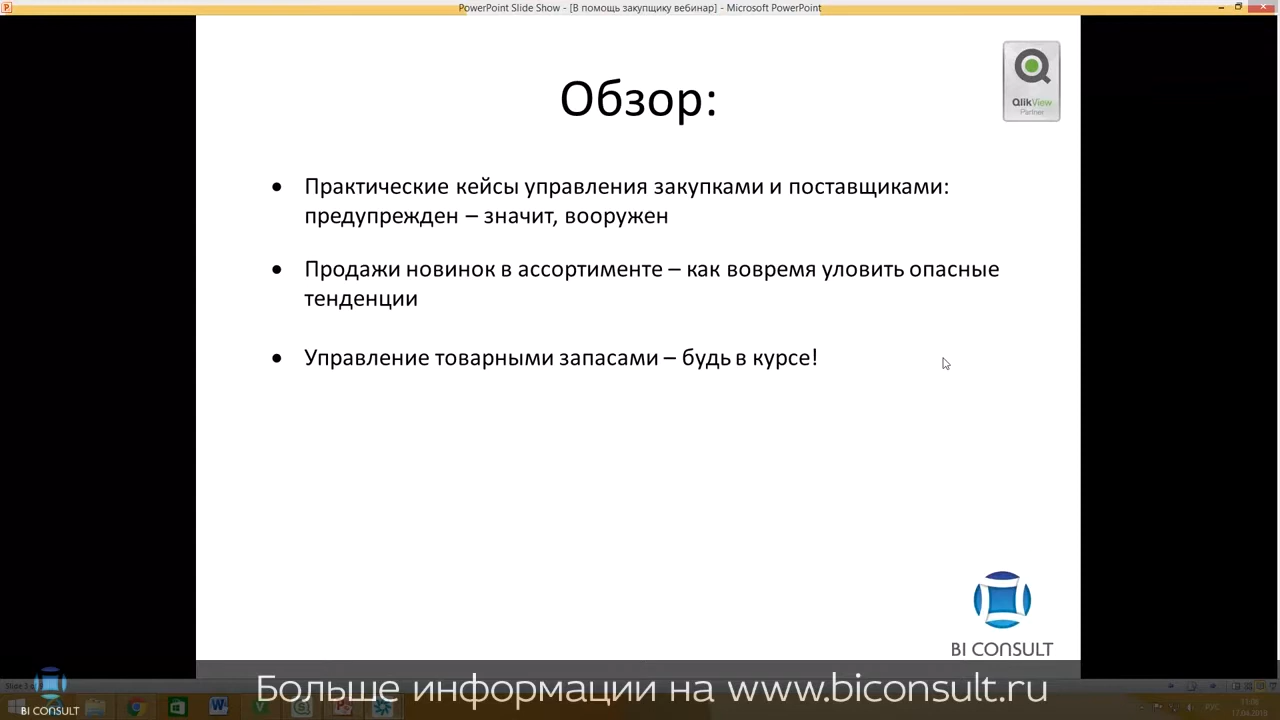 PowerPoint Slide Show - [В помощь закупщику вебинар] - Microsoft PowerPoint
QlikView
Partner
Обзор:
• Практические кейсы управления закупками и поставщиками:
предупрежден – значит, вооружен
• Продажи новинок в ассортименте – как вовремя уловить опасные
тенденции
• Управление товарными запасами – будь в курсе!
BI CONSULT
Больше информации на www.biconsult.ru
BI CONSULT